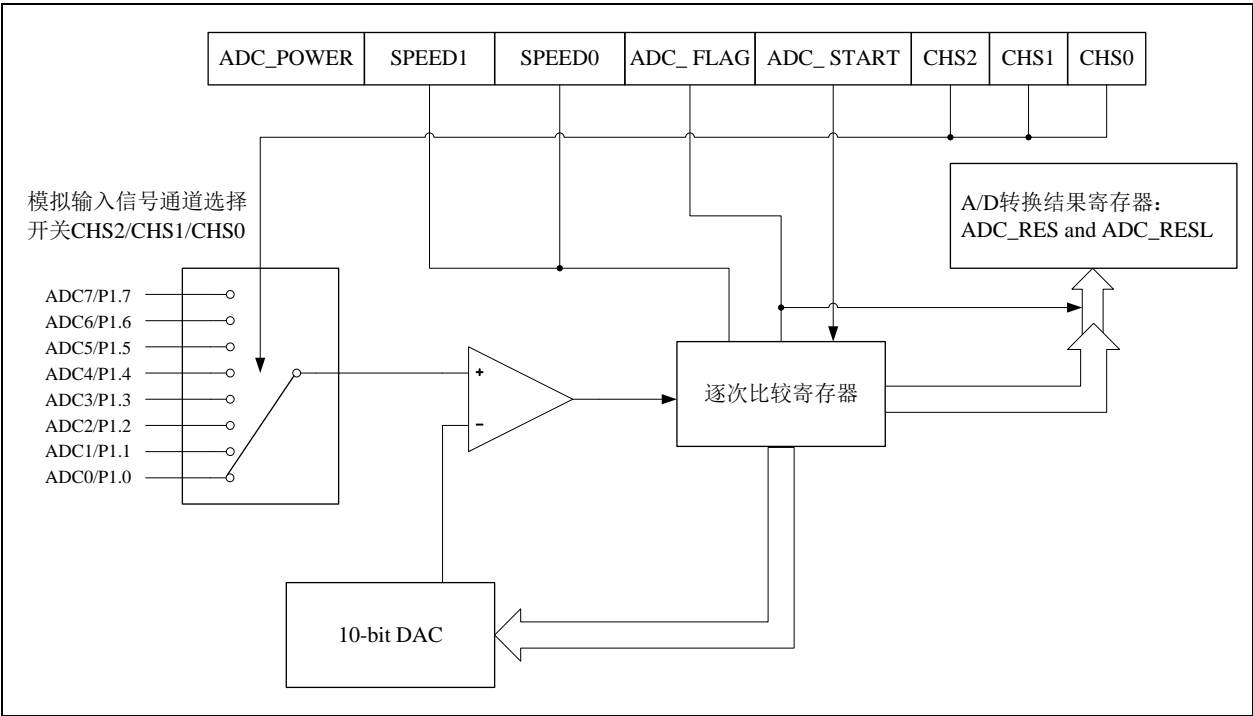 ADC_POWER
SPEED1
SPEED0
ADC_ FLAG
ADC_ START
CHS2
CHS1
CHS0
模拟输入信号通道选择
开关CHS2/CHS1/CHS0
A/D转换结果寄存器：
ADC_RES and ADC_RESL
ADC7/P1.7
ADC6/P1.6
ADC5/P1.5
ADC4/P1.4
ADC3/P1.3
ADC2/P1.2
ADC1/P1.1
ADC0/P1.0
+
−
逐次比较寄存器
10-bit DAC